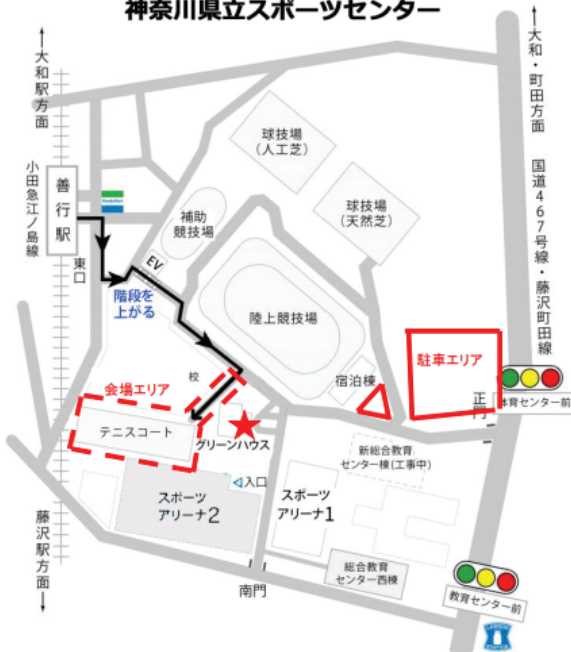 神奈川県立スポーツセンター
大和駅方面
大和・町田方面
国道467号線・藤沢町田線
小田急江ノ島線
善行駅
東口
FamilyMart
球技場
(人工芝)
球技場
(天然芝)
補助
競技場
EV
階段を
上がる
陸上競技場
駐車エリア
宿泊棟
体育センター前
正門
校
会場エリア
テニスコート
グリーンハウス
新総合教育
センター棟(工事中)
入口
スポーツ
アリーナ2
スポーツ
アリーナ1
総合教育
センター西棟
南門
教育センター前
藤沢駅方面
LAWSON